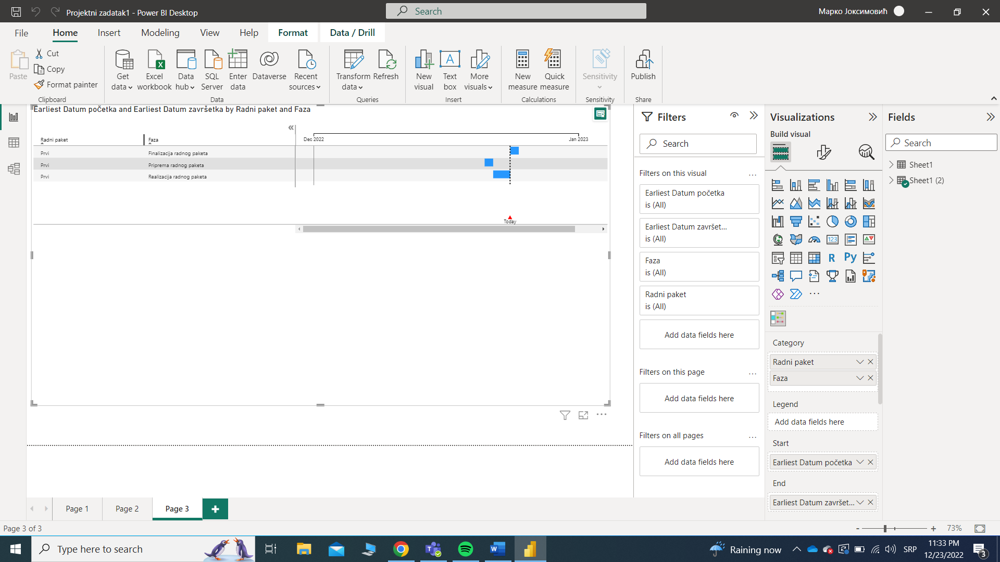 Projektni zadatak1 - Power BI Desktop
Search
Марко Јоксимовић
File
Home
Insert
Modeling
View
Help
Format
Data / Drill
Paste
Cut
Copy
Format painter
Clipboard
Get data
Excel workbook
Data hub
SQL Server
Enter data
Dataverse
Recent sources
Data
Transform data
Refresh
Queries
New visual
Text box
More visuals
Insert
New measure
Quick measure
Calculations
Sensitivity
Sensitivity
Publish
Share
Earliest Datum početka and Earliest Datum završetka by Radni paket and Faza
Radni paket
Faza
Dec 2022
Jan 2023
Prvi
Finalizacija radnog paketa
Prvi
Priprema radnog paketa
Prvi
Realizacija radnog paketa
Today
Filters
Search
Filters on this visual
Earliest Datum početka
is (All)
Earliest Datum završet...
is (All)
Faza
is (All)
Radni paket
is (All)
Add data fields here
Filters on this page
Add data fields here
Filters on all pages
Add data fields here
Visualizations
Build visual
123
R
Py
Category
Radni paket
Faza
Legend
Add data fields here
Start
Earliest Datum početka
End
Earliest Datum završet...
Fields
Search
Sheet1
Sheet1 (2)
Page 1
Page 2
Page 3
Page 3 of 3
73%
Type here to search
Raining now
SRP
11:33 PM
12/23/2022
3